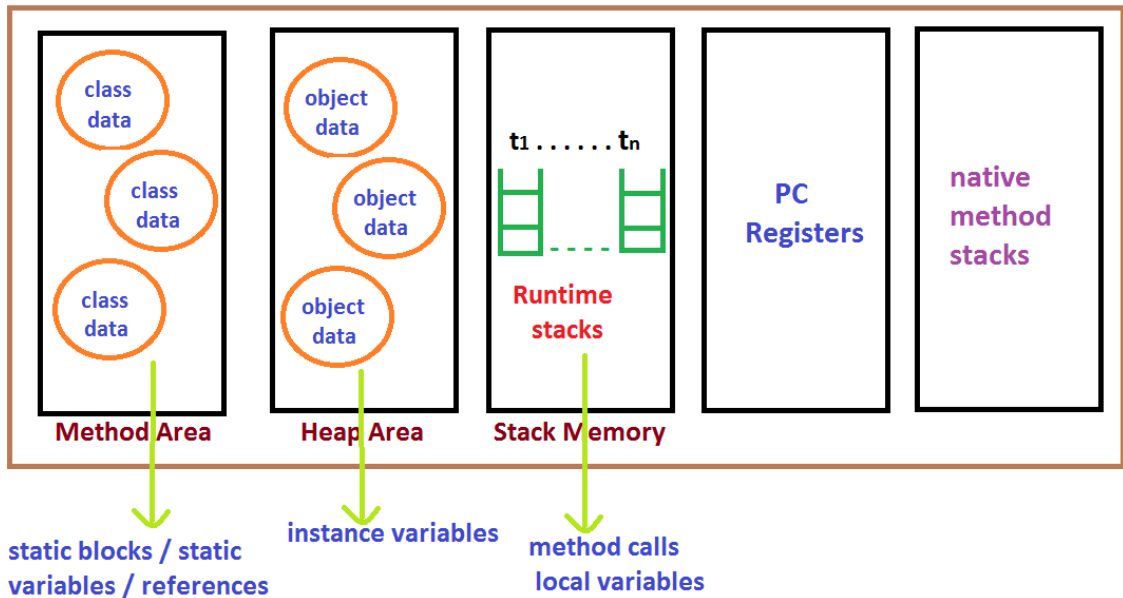 class
data
class
data
class
data
Method Area
object
data
object
data
object
data
Heap Area
t1 . . . . . . tn
Runtime
stacks
Stack Memory
PC
Registers
native
method
stacks
static blocks / static
variables / references
instance variables
method calls
local variables